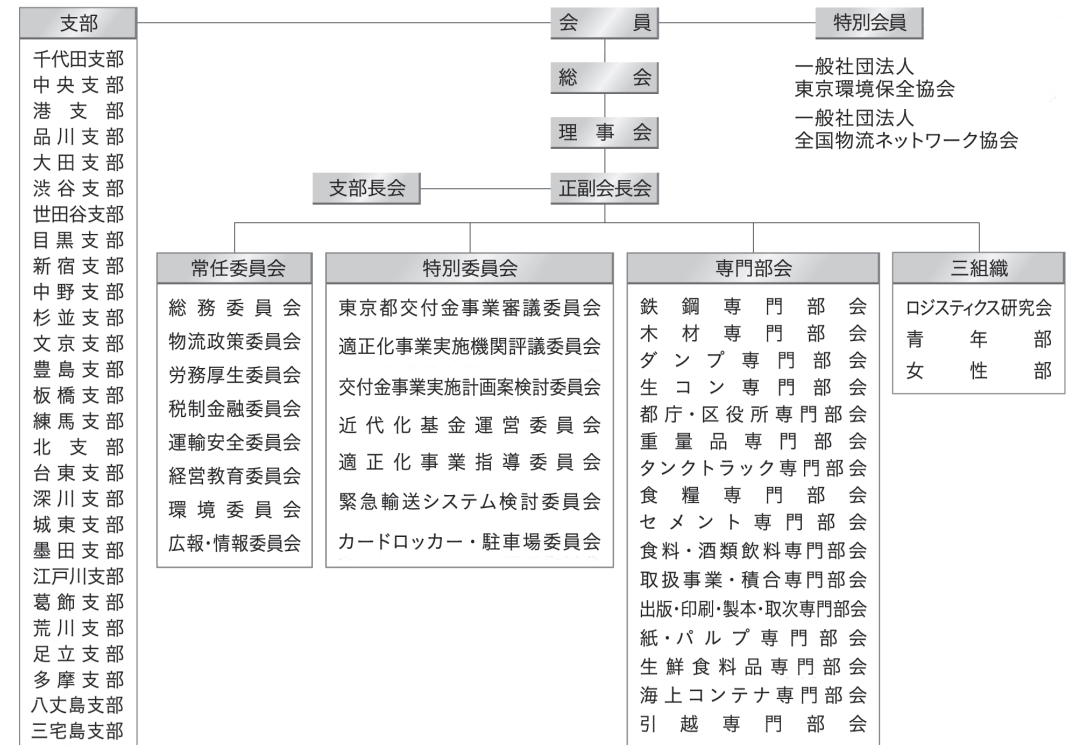 支部
千代田支部
中央支部
港支部
品川支部
大田支部
渋谷支部
世田谷支部
目黒支部
新宿支部
中野支部
杉並支部
文京支部
豊島支部
板橋支部
練馬支部
北支部
台東支部
深川支部
城東支部
墨田支部
江戸川支部
葛飾支部
荒川支部
足立支部
多摩支部
八丈島支部
三宅島支部
会員
特別会員
一般社団法人
東京環境保全協会
一般社団法人
全国物流ネットワーク協会
総会
理事会
支部長会
正副会長会
常任委員会
総務委員会
物流政策委員会
労務厚生委員会
税制金融委員会
運輸安全委員会
経営教育委員会
環境委員会
広報・情報委員会
特別委員会
東京都交付金事業審議委員会
適正化事業実施機関評議委員会
交付金事業実施計画案検討委員会
近代化基金運営委員会
適正化事業指導委員会
緊急輸送システム検討委員会
カードロッカー・駐車場委員会
専門部会
鉄鋼専門部会
木材専門部会
ダンプ専門部会
生コン専門部会
都庁・区役所専門部会
重量品専門部会
タンクトラック専門部会
食糧専門部会
セメント専門部会
食料・酒類飲料専門部会
取扱事業・積合専門部会
出版・印刷・製本・取次専門部会
紙・パルプ専門部会
生鮮食料品専門部会
海上コンテナ専門部会
引越専門部会
三組織
ロジスティクス研究会
青年部
女性部